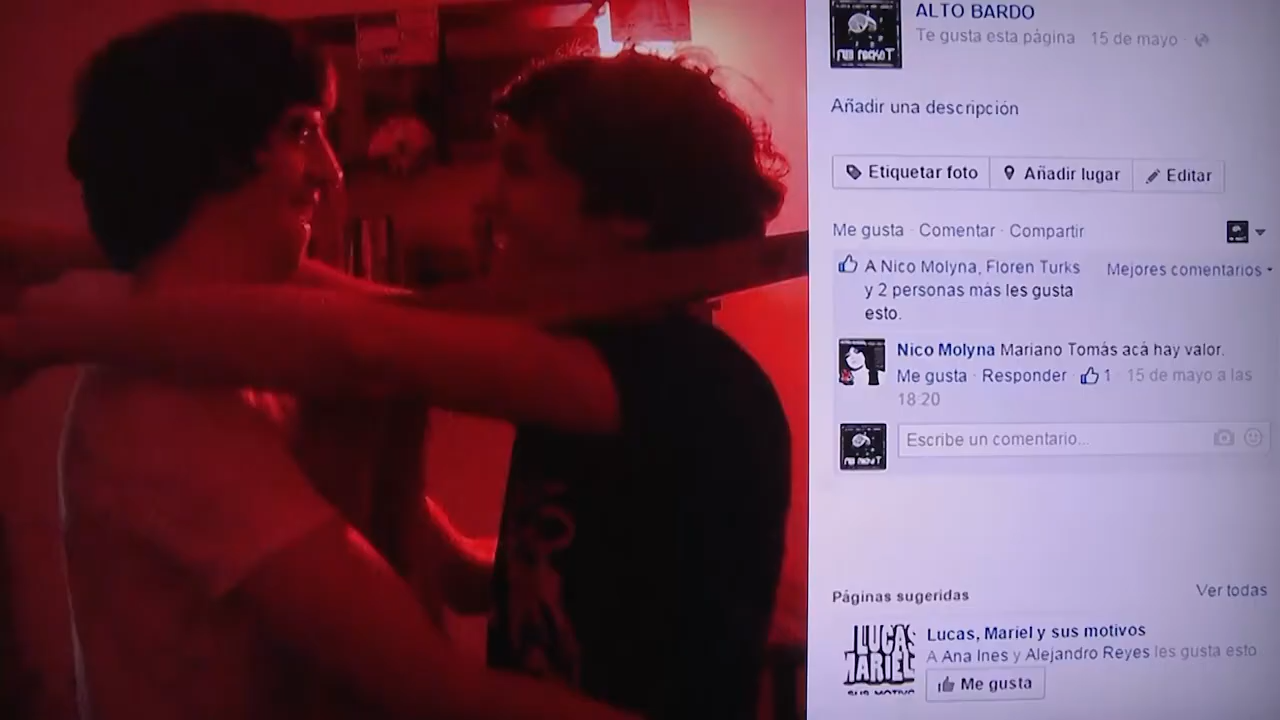 ALTO BARDO
Te gusta esta página · 15 de mayo ·
Añadir una descripción
Etiquetar foto
Añadir lugar
Editar
Me gusta · Comentar · Compartir
A Nico Molyna, Floren Turks
y 2 personas más les gusta
esto.
Mejores comentarios
Nico Molyna Mariano Tomás acá hay valor.
Me gusta · Responder · 1 · 15 de mayo a las
18:20
Escribe un comentario...
Páginas sugeridas
Ver todas
LUCAS
MARIEL
Lucas, Mariel y sus motivos
A Ana Ines y Alejandro Reyes les gusta esto
Me gusta